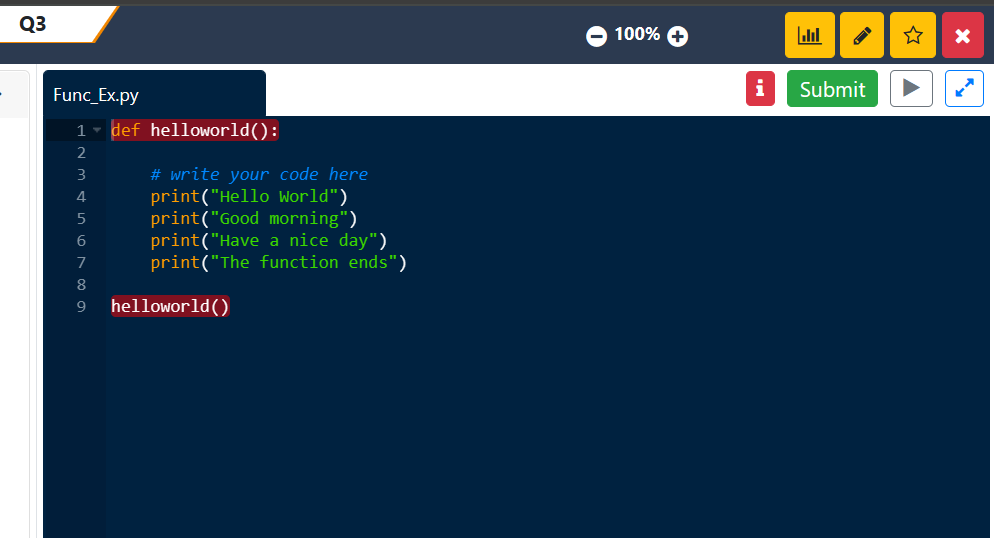 Q3
100%
Func_Ex.py
i Submit
1 def helloworld():
2
3     # write your code here
4     print("Hello World")
5     print("Good morning")
6     print("Have a nice day")
7     print("The function ends")
8
9 helloworld()